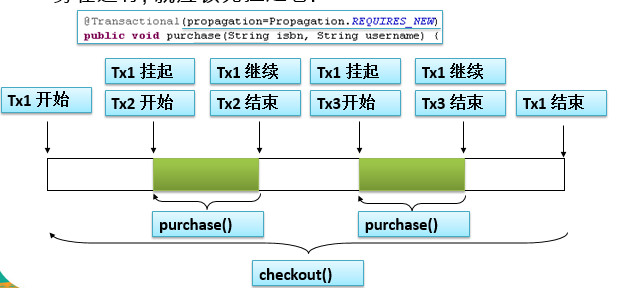 @Transactional(propagation=Propagation.REQUIRES_NEW)
public void purchase(String isbn, String username) {
Tx1 挂起 Tx1 继续 Tx1 挂起 Tx1 继续
Tx1 开始 Tx2 开始 Tx2 结束 Tx3开始 Tx3 结束 Tx1 结束
purchase() purchase()
checkout()